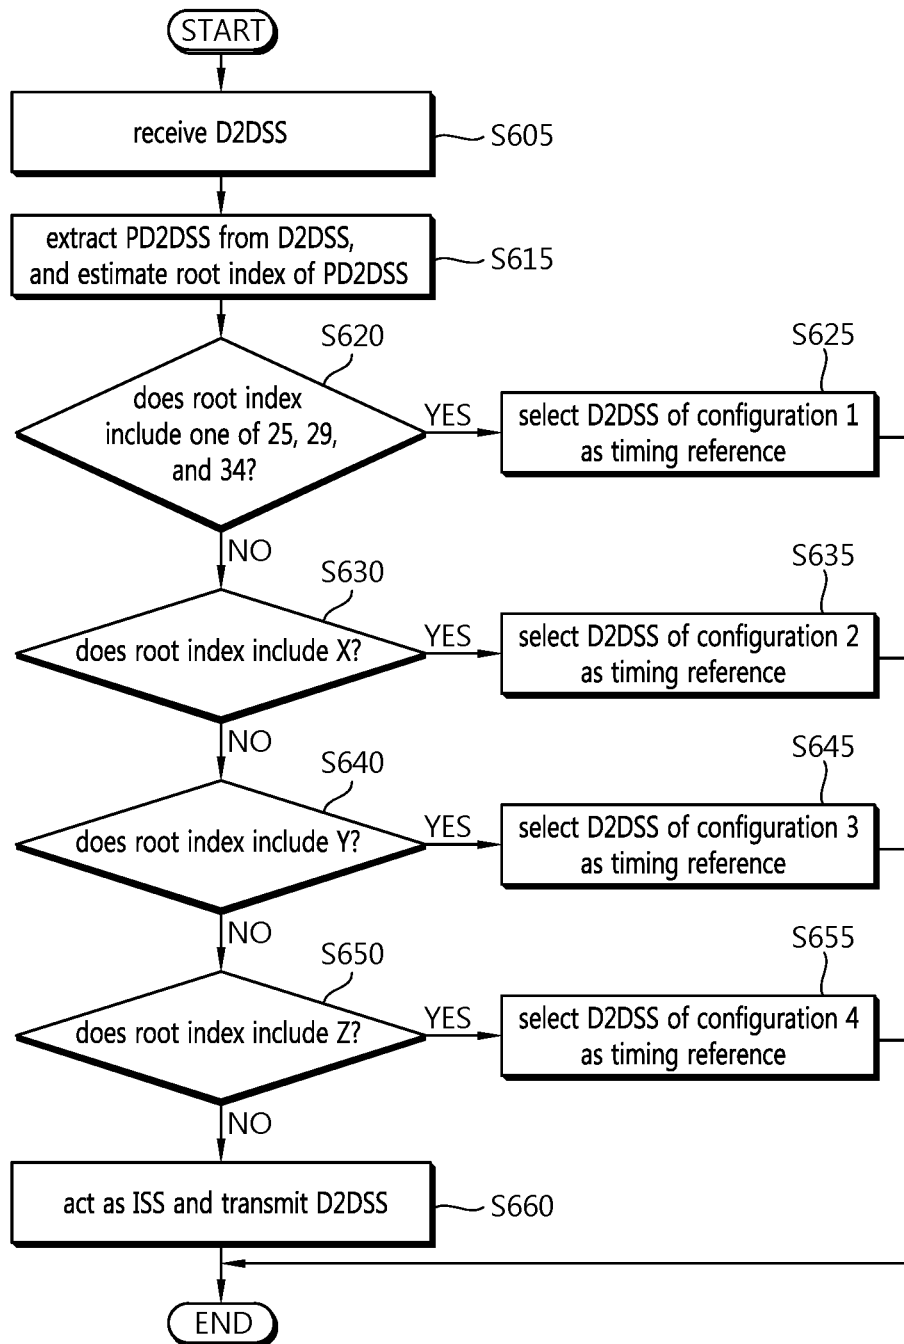 START
receive D2DSS
S605
extract PD2DSS from D2DSS,
and estimate root index of PD2DSS
S615
S620
does root index
include one of 25, 29,
and 34?
YES
S625
select D2DSS of configuration 1
as timing reference
NO
S630
does root index include X?
YES
S635
select D2DSS of configuration 2
as timing reference
NO
S640
does root index include Y?
YES
S645
select D2DSS of configuration 3
as timing reference
NO
S650
does root index include Z?
YES
S655
select D2DSS of configuration 4
as timing reference
NO
act as ISS and transmit D2DSS
S660
END